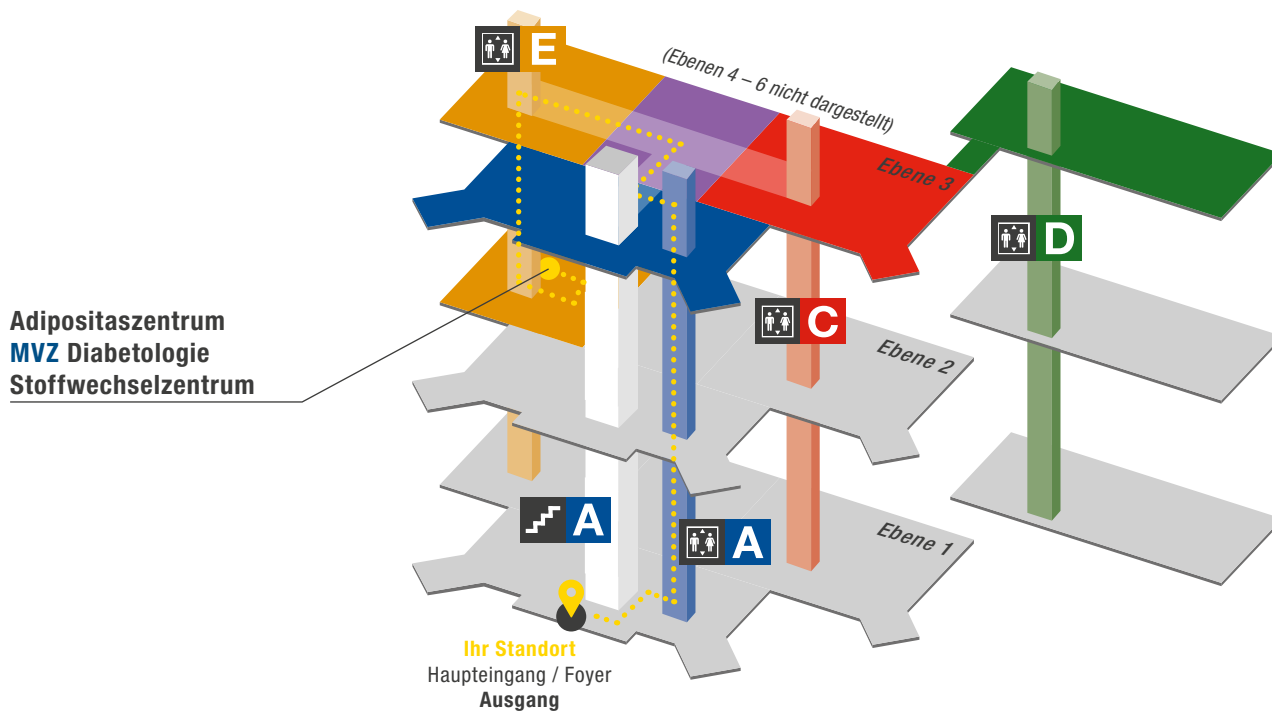 E
(Ebenen 4 – 6 nicht dargestellt)
Ebene 3
D
Adipositaszentrum
MVZ Diabetologie
Stoffwechselzentrum
C
Ebene 2
A
A
Ebene 1
Ihr Standort
Haupteingang / Foyer
Ausgang